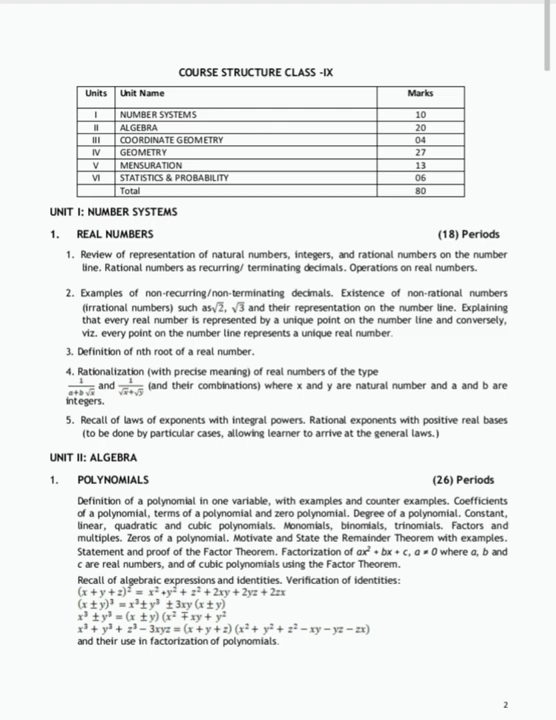 COURSE STRUCTURE CLASS -IX
Units Unit Name Marks
I NUMBER SYSTEMS 10
II ALGEBRA 20
III COORDINATE GEOMETRY 04
IV GEOMETRY 27
V MENSURATION 13
VI STATISTICS & PROBABILITY 06
Total 80
UNIT I: NUMBER SYSTEMS
1. REAL NUMBERS (18) Periods
1. Review of representation of natural numbers, integers, and rational numbers on the number
line. Rational numbers as recurring/ terminating decimals. Operations on real numbers.
2. Examples of non-recurring/non-terminating decimals. Existence of non-rational numbers
(irrational numbers) such as√2, √3 and their representation on the number line. Explaining
that every real number is represented by a unique point on the number line and conversely,
viz. every point on the number line represents a unique real number.
3. Definition of nth root of a real number.
4. Rationalization (with precise meaning) of real numbers of the type
1/(a+b√x) and 1/(√x+√y) (and their combinations) where x and y are natural number and a and b are
integers.
5. Recall of laws of exponents with integral powers. Rational exponents with positive real bases
(to be done by particular cases, allowing learner to arrive at the general laws.)
UNIT II: ALGEBRA
1. POLYNOMIALS (26) Periods
Definition of a polynomial in one variable, with examples and counter examples. Coefficients
of a polynomial, terms of a polynomial and zero polynomial. Degree of a polynomial. Constant,
linear, quadratic and cubic polynomials. Monomials, binomials, trinomials. Factors and
multiples. Zeros of a polynomial. Motivate and State the Remainder Theorem with examples.
Statement and proof of the Factor Theorem. Factorization of ax² + bx + c, a ≠ 0 where a, b and
c are real numbers, and of cubic polynomials using the Factor Theorem.
Recall of algebraic expressions and identities. Verification of identities:
(x + y + z)² = x² + y² + z² + 2xy + 2yz + 2zx
(x ± y)³ = x³ ± y³ ± 3xy (x ± y)
x³ ± y³ = (x ± y) (x² ∓ xy + y²
x³ + y³ + z³ − 3xyz = (x + y + z) (x² + y² + z² − xy − yz − zx)
and their use in factorization of polynomials.
2